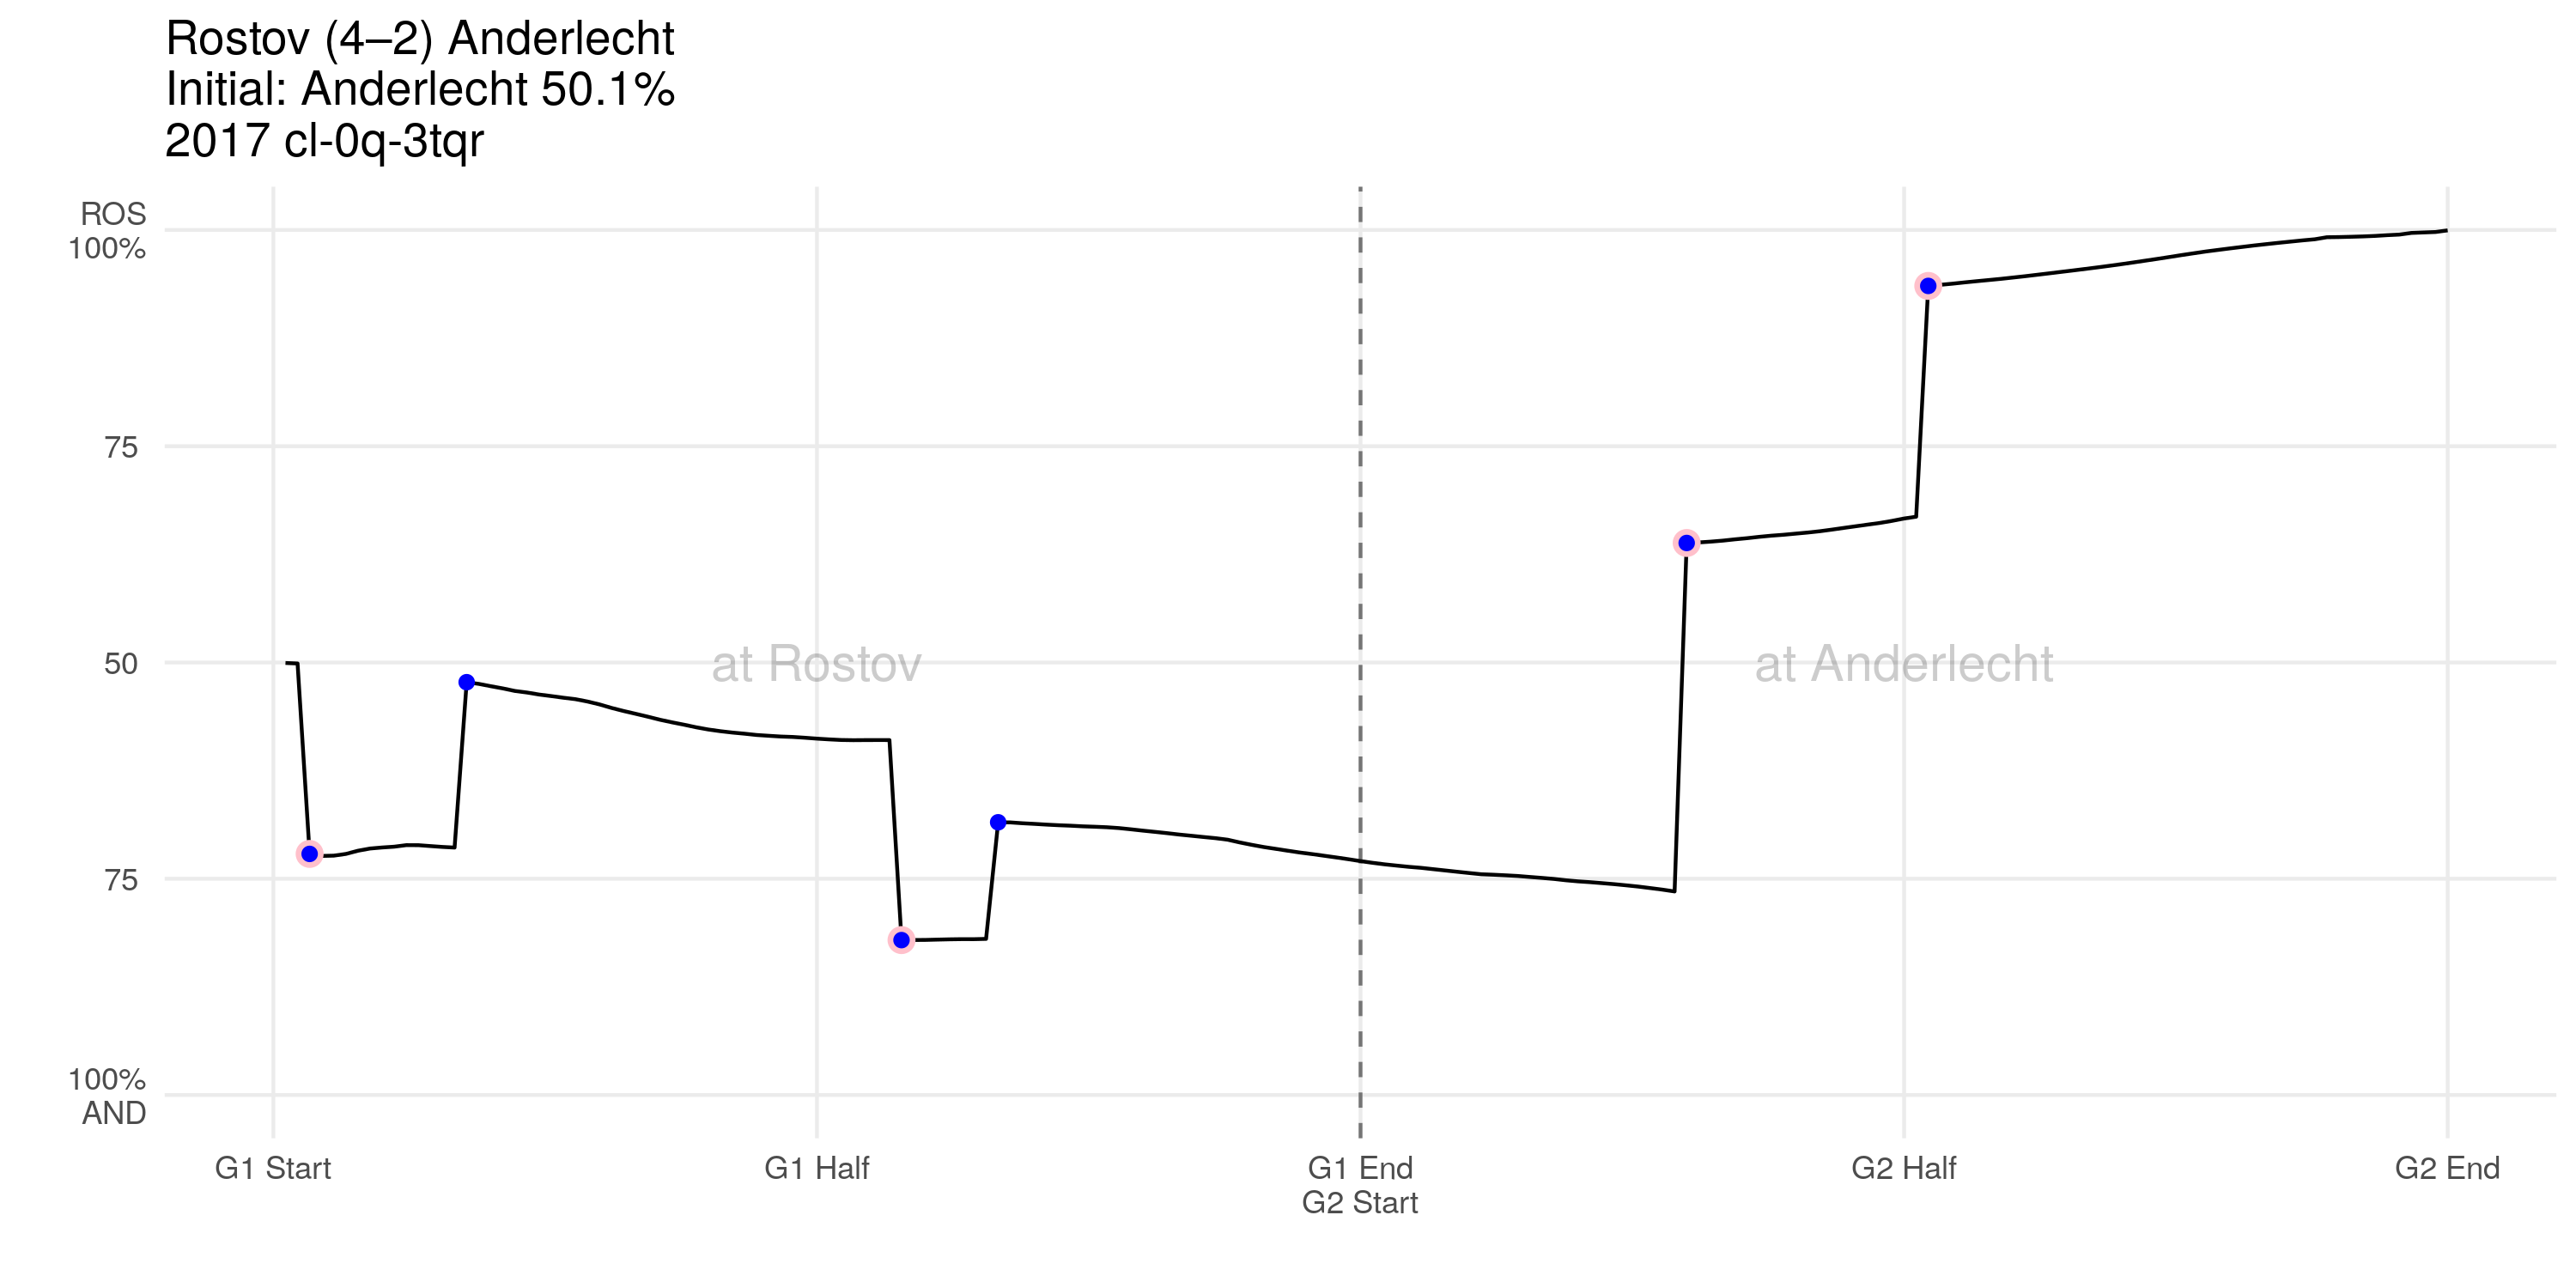 Rostov (4–2) Anderlecht
Initial: Anderlecht 50.1%
2017 cl-0q-3tqr
ROS
100%
75
50
75
100%
AND
at Rostov
at Anderlecht
G1 Start
G1 Half
G1 End
G2 Start
G2 Half
G2 End